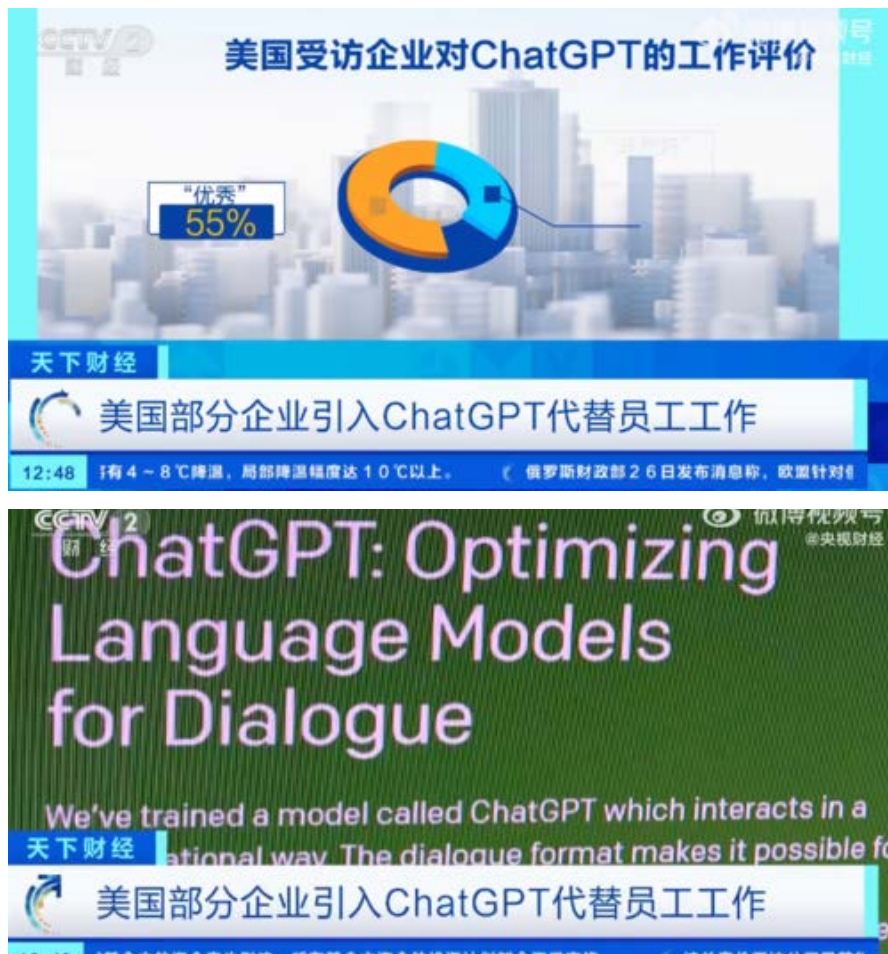 CCTV 2
财经
美国受访企业对ChatGPT的工作评价
“优秀”
55%
天下财经
美国部分企业引入ChatGPT代替员工工作
12:48 有4～8℃降温，局部降温幅度达10℃以上。 俄罗斯财政部26日发布消息称，欧盟针对
CCTV 2
财经
微博视频号
@央视财经
ChatGPT: Optimizing
Language Models
for Dialogue
We've trained a model called ChatGPT which interacts in a
ational way. The dialogue format makes it possible fo
天下财经
美国部分企业引入ChatGPT代替员工工作